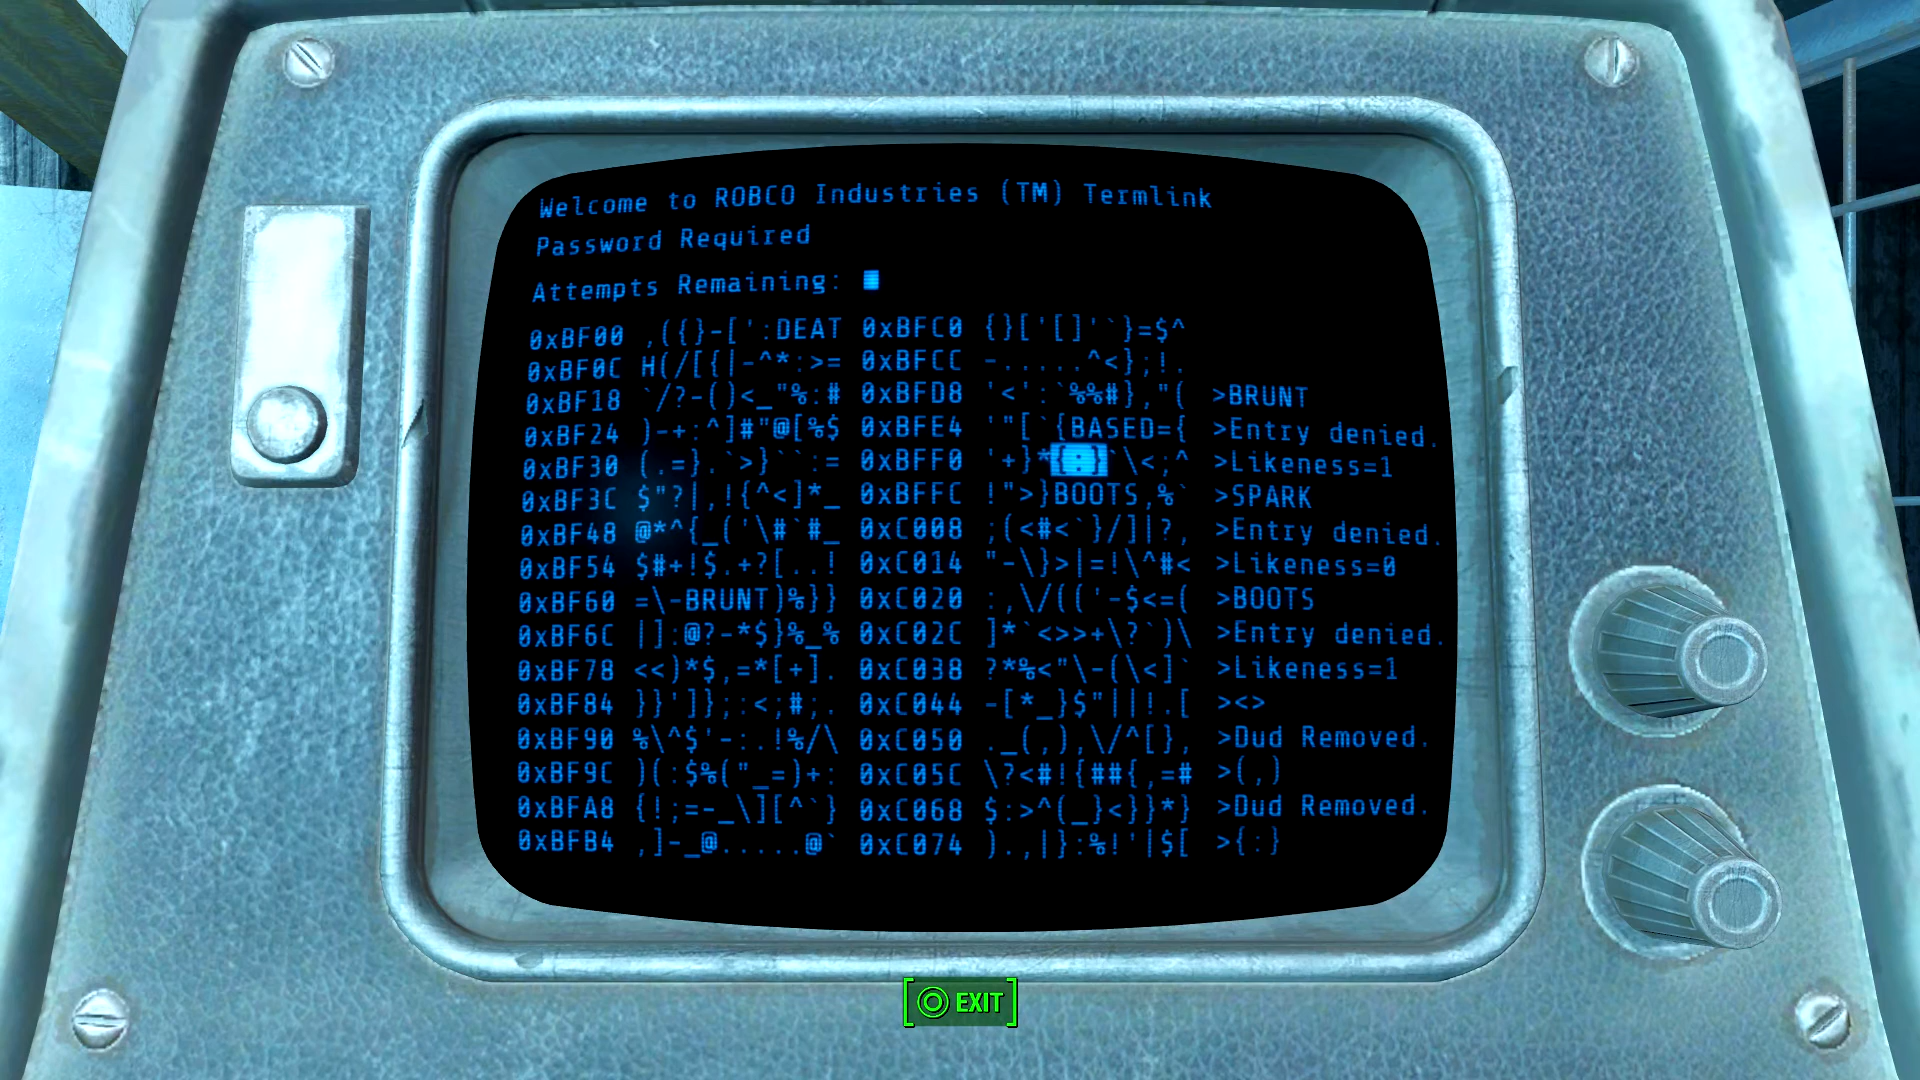 Welcome to ROBCO Industries (TM) Termlink
Password Required
Attempts Remaining: ■
0xBF00 ,({}-[':DEAT 0xBFC0 {}['[]'`}=$^
0xBF0C H(/[{|-^*:>= 0xBFCC -.....^<};!.
0xBF18 `/?-()<_"%:# 0xBFD8 '<':`%%#},"( >BRUNT
0xBF24 )-+:^]#"@[%$ 0xBFE4 '"[`{BASED={ >Entry denied.
0xBF30 (.=}.`>}``:= 0xBFF0 '+}*{:}`\<;^ >Likeness=1
0xBF3C $"?|,!{^<]*_ 0xBFFC !">}BOOTS,%` >SPARK
0xBF48 @*^{_('\#`#_ 0xC008 ;(<#<`}/]|?, >Entry denied.
0xBF54 $#+!$.+?[..! 0xC014 "-\}>|=!\^#< >Likeness=0
0xBF60 =\-BRUNT)%}} 0xC020 :,\/(('-$<=( >BOOTS
0xBF6C |]:@?-*$}%_% 0xC02C ]*`<>>+\?`)\ >Entry denied.
0xBF78 <<)*$,=*[+]. 0xC038 ?*%<"\-(\<]` >Likeness=1
0xBF84 }}']};:<;#;. 0xC044 -[*_}$"||!.[ ><>
0xBF90 %\^$'-:.!%/\ 0xC050 ._(,),\/^[}, >Dud Removed.
0xBF9C )(:$%("_=)+: 0xC05C \?<#!{##{,=# >(,)
0xBFA8 {!;=-_\][^`} 0xC068 $:>^(_}<}}*} >Dud Removed.
0xBFB4 ,]-_@.....@` 0xC074 ).,|}:%!'|$[ >{:}
EXIT